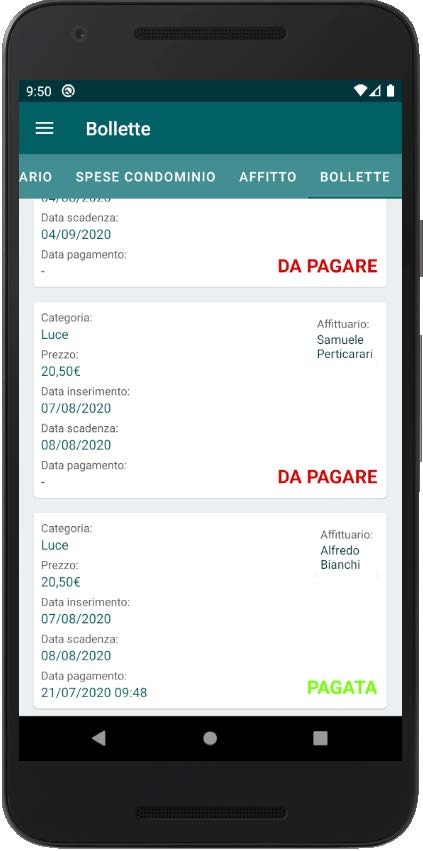 9:50
Bollette
ARIO SPESE CONDOMINIO AFFITTO BOLLETTE
04/08/2020
Data scadenza:
04/09/2020
Data pagamento:
-
DA PAGARE
Categoria:
Luce
Affittuario:
Samuele
Perticarari
Prezzo:
20,50€
Data inserimento:
07/08/2020
Data scadenza:
08/08/2020
Data pagamento:
-
DA PAGARE
Categoria:
Luce
Affittuario:
Alfredo
Bianchi
Prezzo:
20,50€
Data inserimento:
07/08/2020
Data scadenza:
08/08/2020
Data pagamento:
21/07/2020 09:48
PAGATA